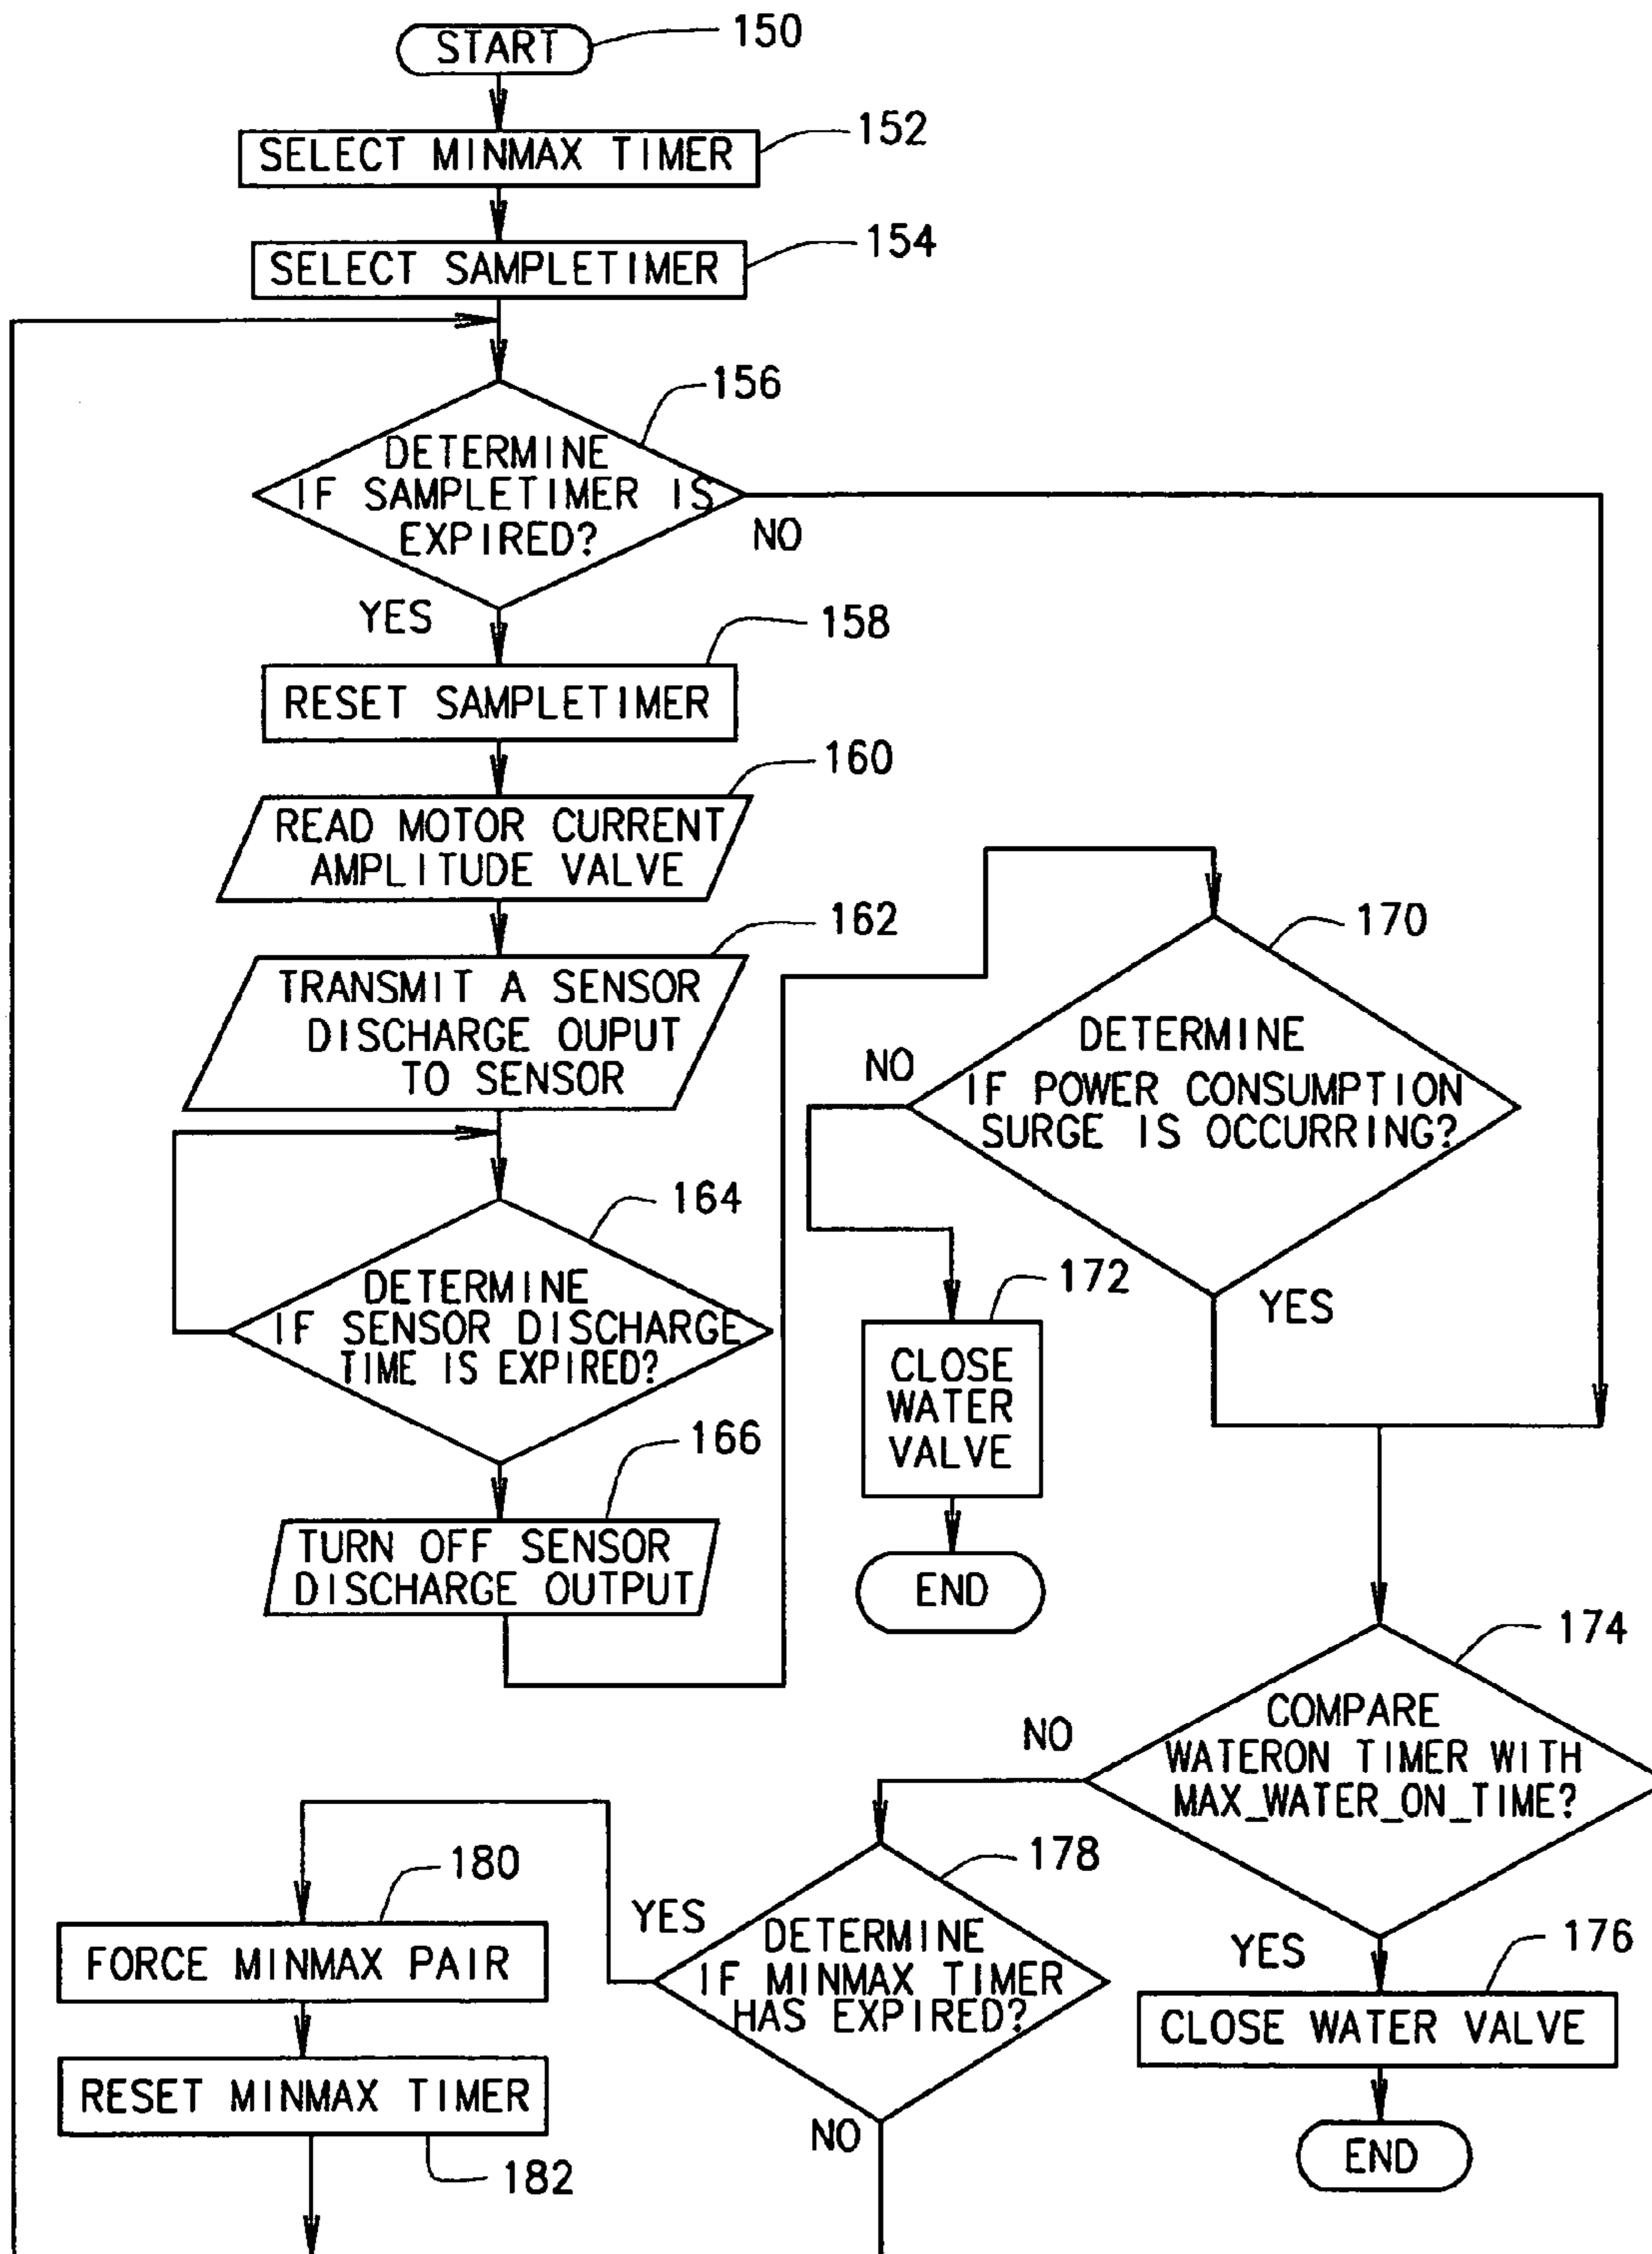 START
150
SELECT MINMAX TIMER
152
SELECT SAMPLETIMER
154
DETERMINE
IF SAMPLETIMER IS
EXPIRED?
156
NO
YES
RESET SAMPLETIMER
158
READ MOTOR CURRENT
AMPLITUDE VALVE
160
TRANSMIT A SENSOR
DISCHARGE OUPUT
TO SENSOR
162
DETERMINE
IF SENSOR DISCHARGE
TIME IS EXPIRED?
164
TURN OFF SENSOR
DISCHARGE OUTPUT
166
DETERMINE
IF POWER CONSUMPTION
SURGE IS OCCURRING?
170
NO
YES
CLOSE
WATER
VALVE
172
END
COMPARE
WATERON TIMER WITH
MAX_WATER_ON_TIME?
174
NO
YES
CLOSE WATER VALVE
176
END
DETERMINE
IF MINMAX TIMER
HAS EXPIRED?
178
YES
NO
FORCE MINMAX PAIR
180
RESET MINMAX TIMER
182